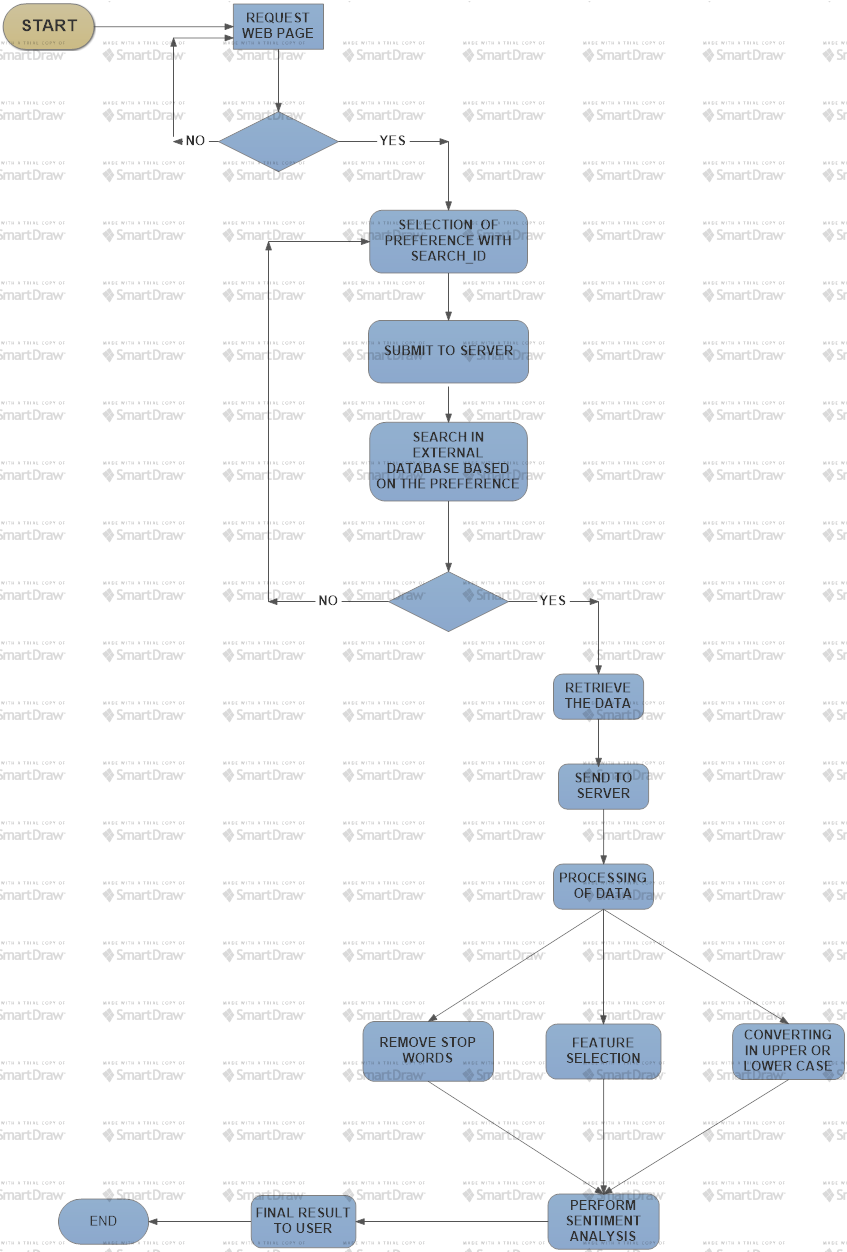 START
REQUEST
WEB PAGE
NO
YES
SELECTION OF
PREFERENCE WITH
SEARCH_ID
SUBMIT TO SERVER
SEARCH IN
EXTERNAL
DATABASE BASED
ON THE PREFERENCE
NO
YES
RETRIEVE
THE DATA
SEND TO
SERVER
PROCESSING
OF DATA
REMOVE STOP
WORDS
FEATURE
SELECTION
CONVERTING
IN UPPER OR
LOWER CASE
PERFORM
SENTIMENT
ANALYSIS
FINAL RESULT
TO USER
END
MADE WITH A TRIAL COPY OF
SmartDraw